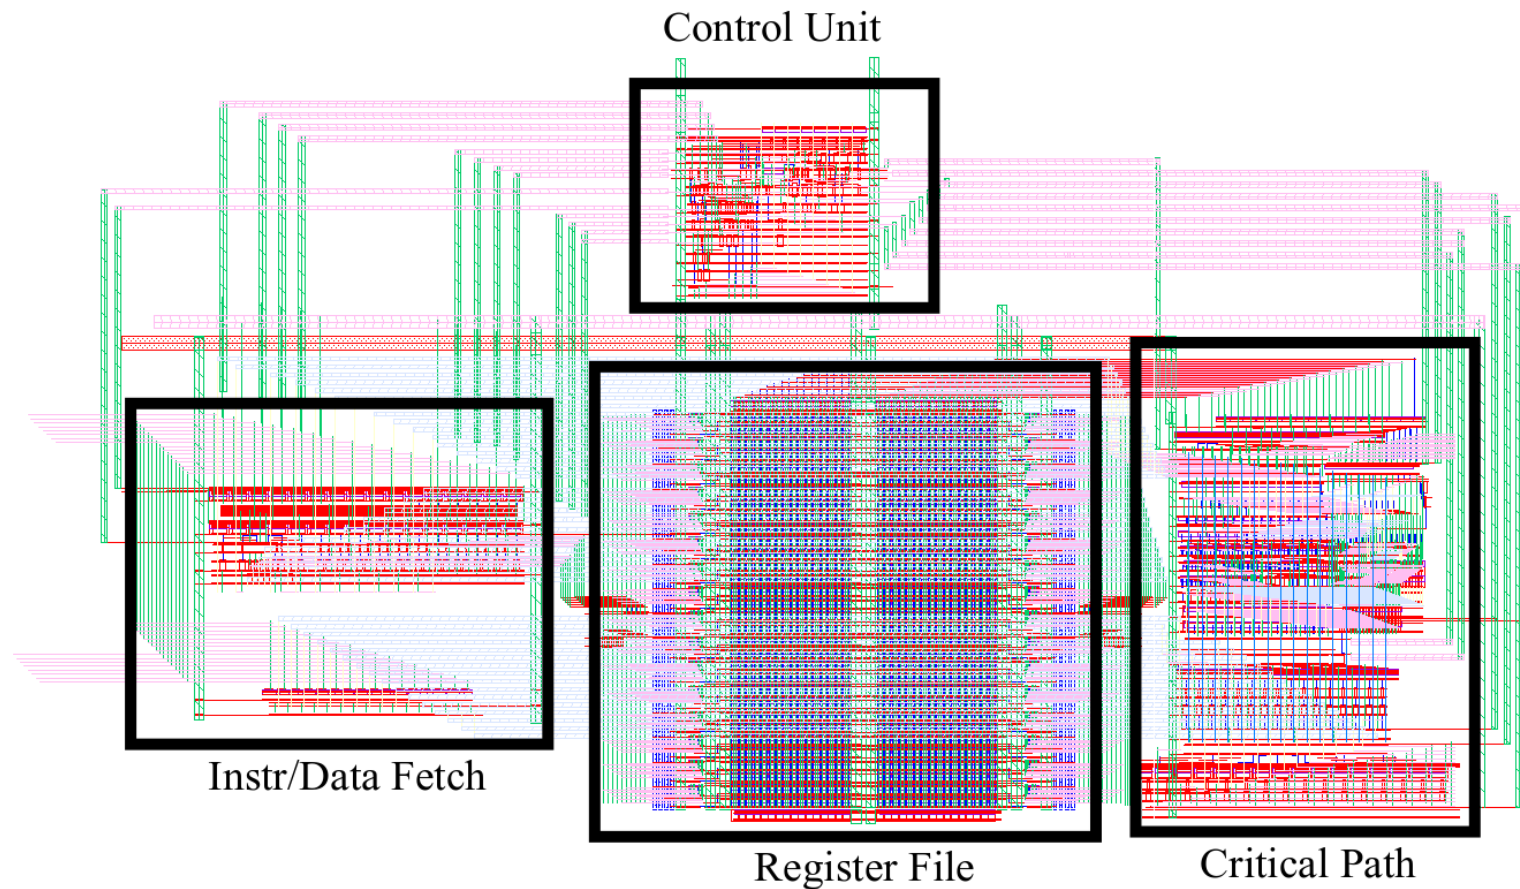 Control Unit
Instr/Data Fetch
Register File
Critical Path